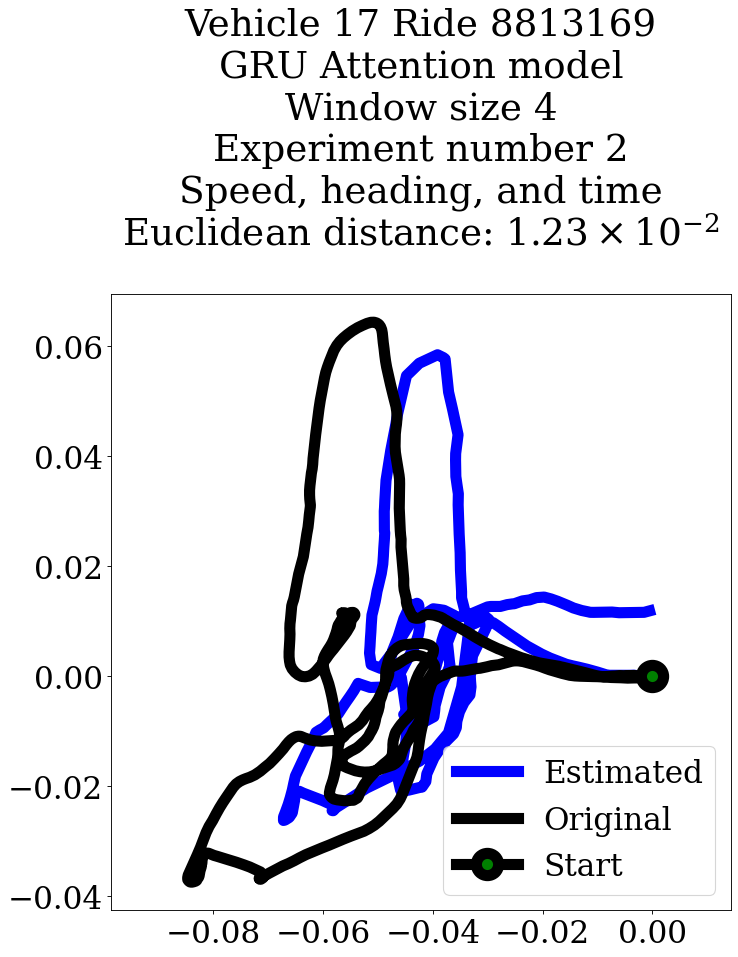 Vehicle 17 Ride 8813169
GRU Attention model
Window size 4
Experiment number 2
Speed, heading, and time
Euclidean distance: 1.23 × 10⁻²
0.06
0.04
0.02
0.00
−0.02
−0.04
Estimated
Original
Start
−0.08 −0.06 −0.04 −0.02 0.00